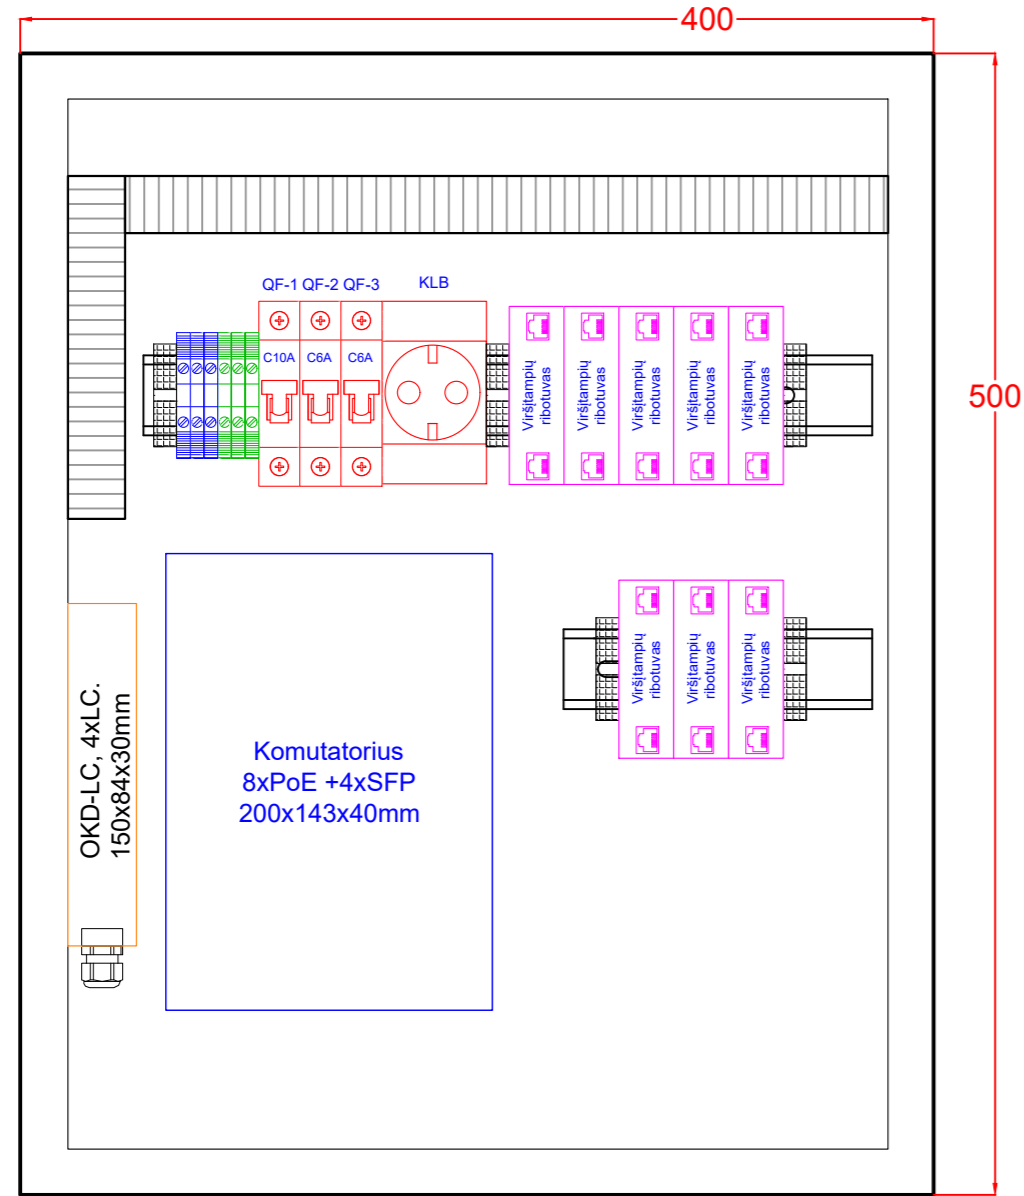 400
500
QF-1 QF-2 QF-3 KLB
C10A C6A C6A
Viršįtampių
ribotuvas
Viršįtampių
ribotuvas
Viršįtampių
ribotuvas
Viršįtampių
ribotuvas
Viršįtampių
ribotuvas
Viršįtampių
ribotuvas
Viršįtampių
ribotuvas
Viršįtampių
ribotuvas
OKD-LC, 4xLC.
150x84x30mm
Komutatorius
8xPoE +4xSFP
200x143x40mm